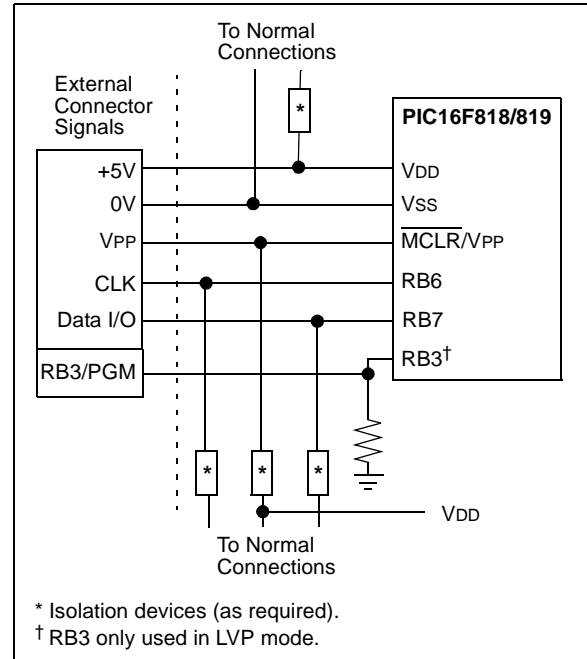 To Normal
Connections
External
Connector
Signals
*
PIC16F818/819
+5V
VDD
0V
VSS
VPP
MCLR/VPP
CLK
RB6
Data I/O
RB7
RB3/PGM
RB3†
* * *
VDD
To Normal
Connections
* Isolation devices (as required).
† RB3 only used in LVP mode.